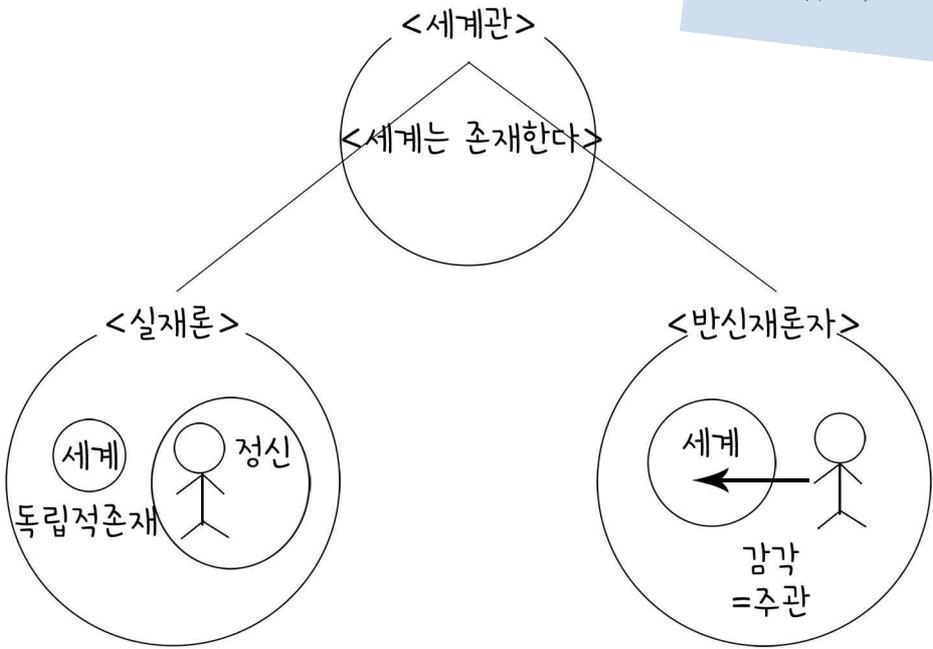 <세계관>
<세계는 존재한다>
<실재론>
세계
정신
독립적존재
<반신재론자>
세계
감각
=주관